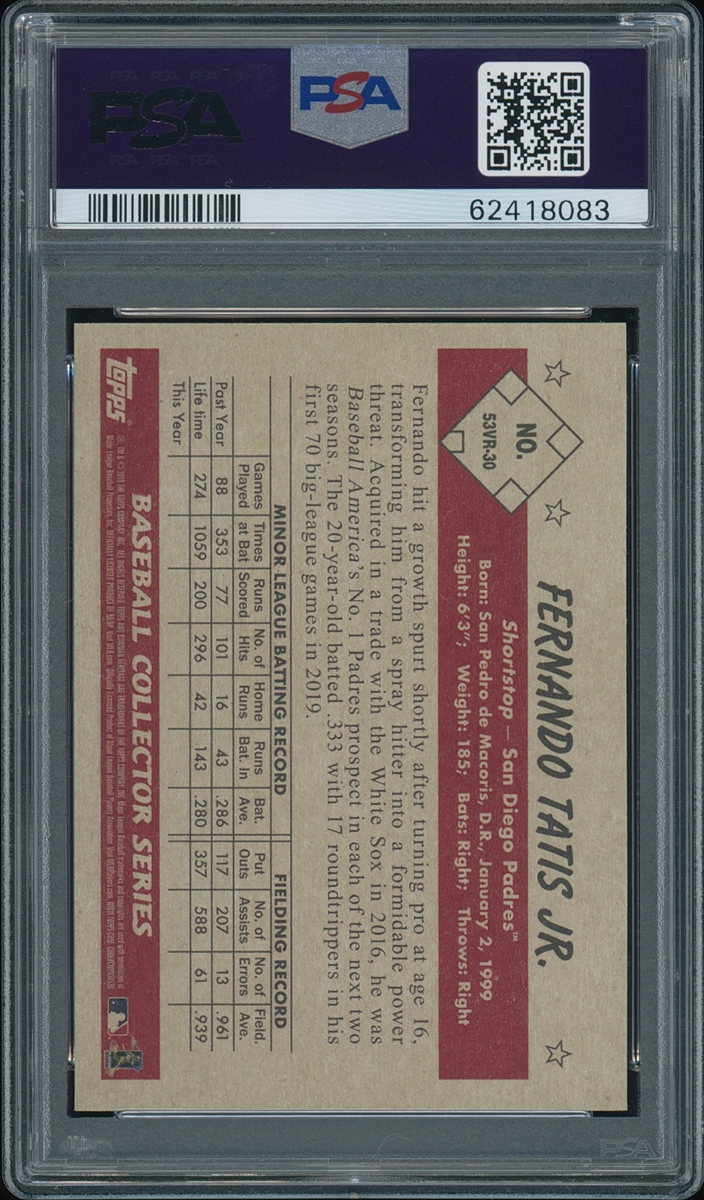 PSA
PSA
62418083
FERNANDO TATIS JR.
NO.
53VR-30
Shortstop — San Diego Padres™
Born: San Pedro de Macoris, D.R., January 2, 1999
Height: 6'3"; Weight: 185; Bats: Right; Throws: Right
Fernando hit a growth spurt shortly after turning pro at age 16,
transforming him from a spray hitter into a formidable power
threat. Acquired in a trade with the White Sox in 2016, he was
Baseball America's No. 1 Padres prospect in each of the next two
seasons. The 20-year-old batted .333 with 17 roundtrippers in his
first 70 big-league games in 2019.
MINOR LEAGUE BATTING RECORD FIELDING RECORD
Games Times Runs No. of Home Runs Bat. Put No. of No. of Field.
Played at Bat Scored Hits Runs Bat. In Ave. Outs Assists Errors Ave.
Past Year 88 353 77 101 16 43 .286 117 207 13 .961
Life time 274 1059 200 296 42 143 .280 357 588 61 .939
This Year
topps
BASEBALL COLLECTOR SERIES
PSA